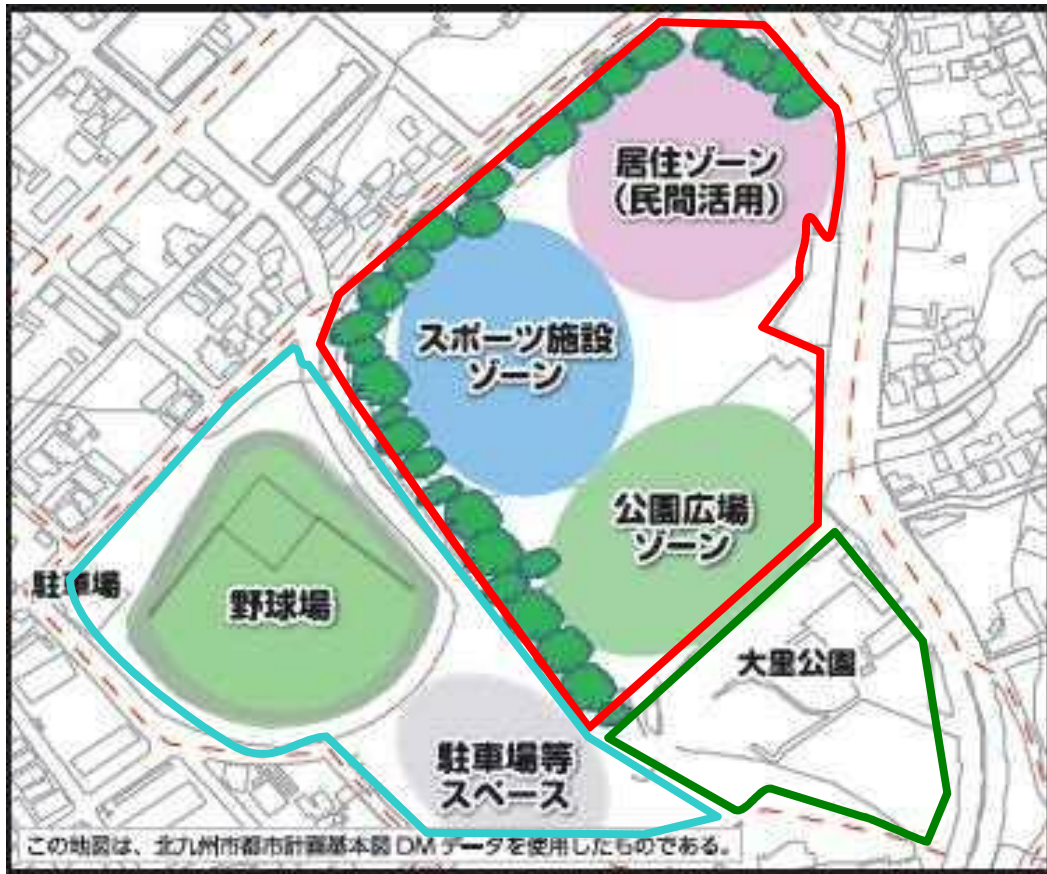 居住ゾーン
（民間活用）
スポーツ施設
ゾーン
公園広場
ゾーン
駐車場
野球場
大里公園
駐車場等
スペース
この地図は、北九州市都市計画基本図 DM データを使用したものである。